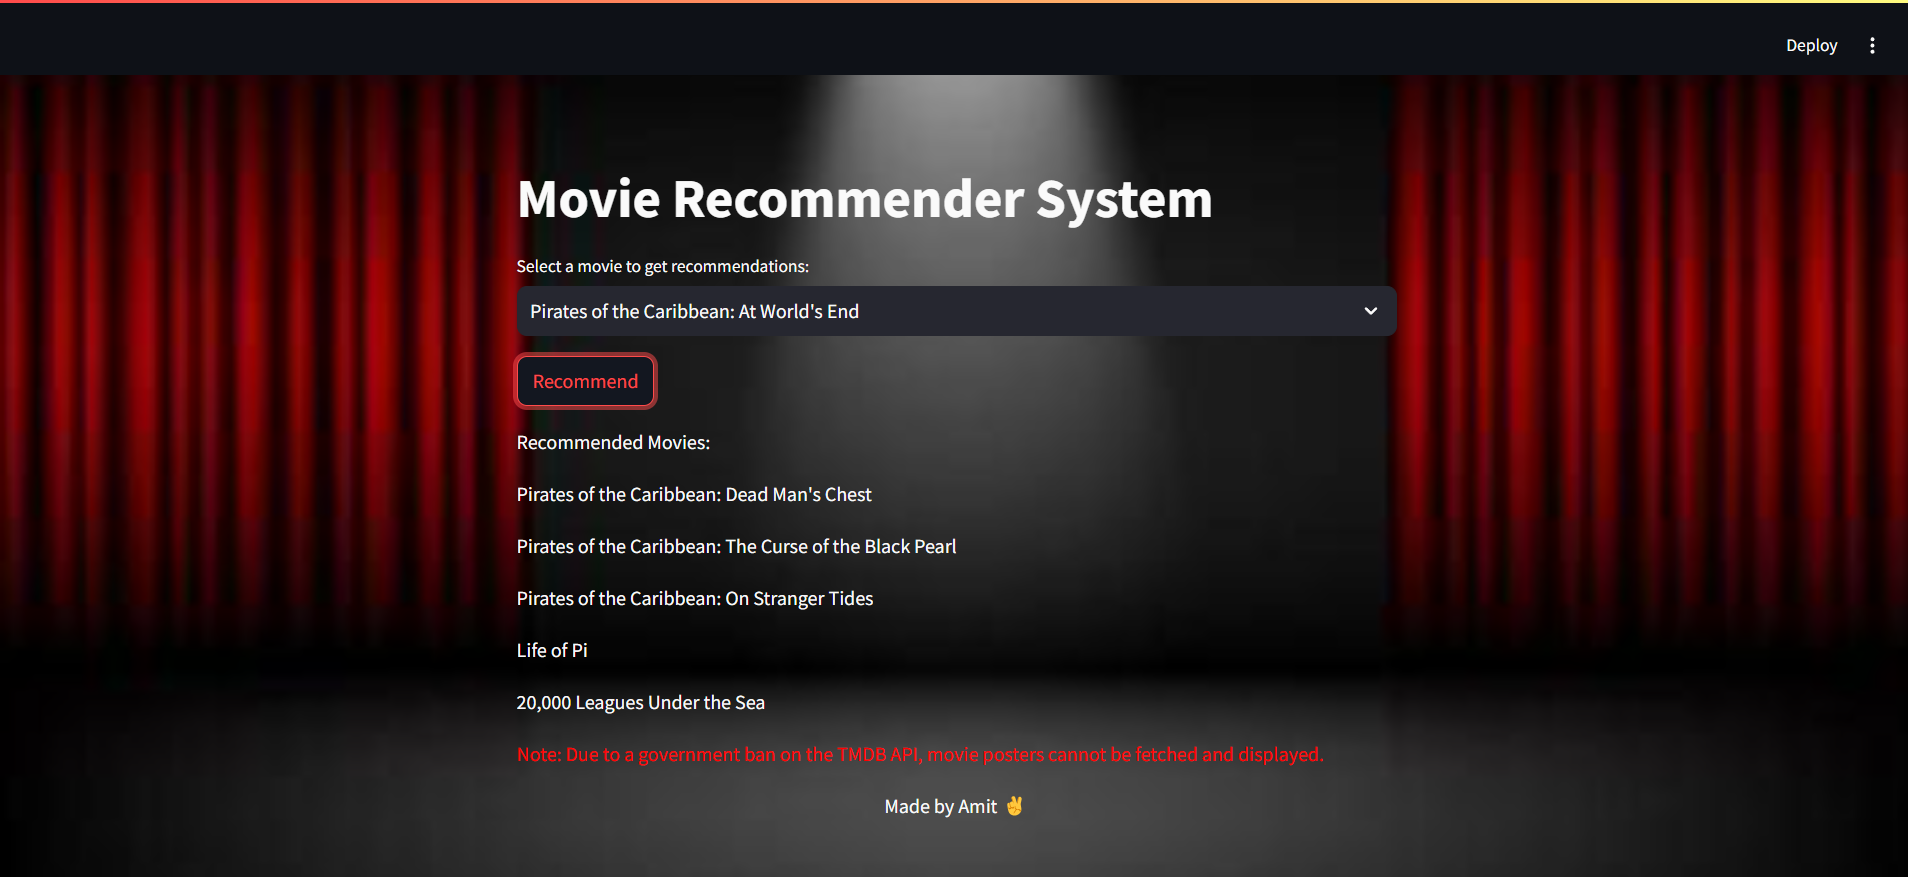 Deploy
Movie Recommender System
Select a movie to get recommendations:
Pirates of the Caribbean: At World's End
Recommend
Recommended Movies:
Pirates of the Caribbean: Dead Man's Chest
Pirates of the Caribbean: The Curse of the Black Pearl
Pirates of the Caribbean: On Stranger Tides
Life of Pi
20,000 Leagues Under the Sea
Note: Due to a government ban on the TMDB API, movie posters cannot be fetched and displayed.
Made by Amit ✌️